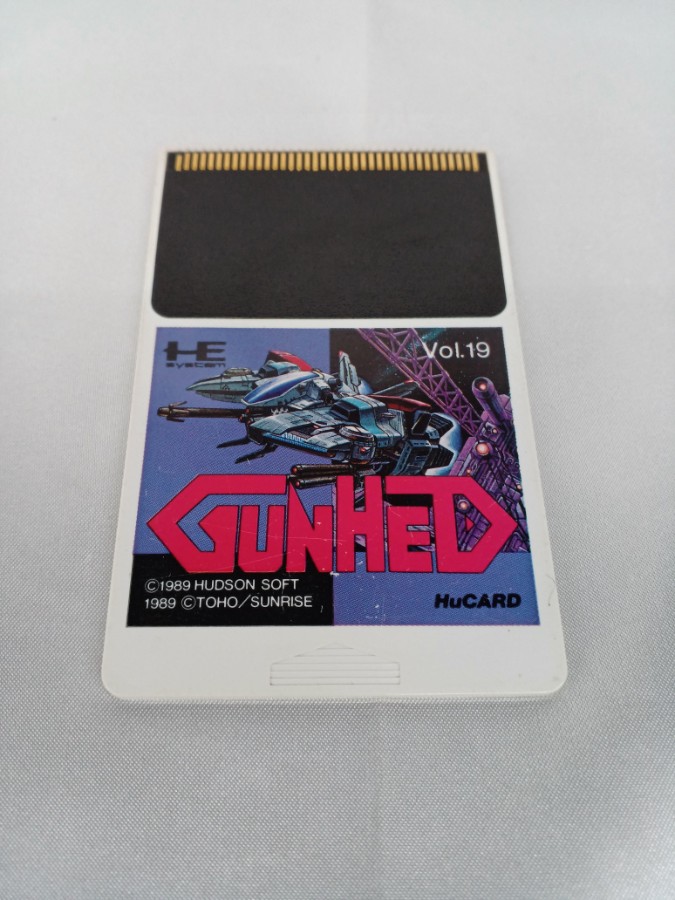 HE
system
Vol.19
GUNHED
©1989 HUDSON SOFT
1989 ©TOHO/SUNRISE
HuCARD